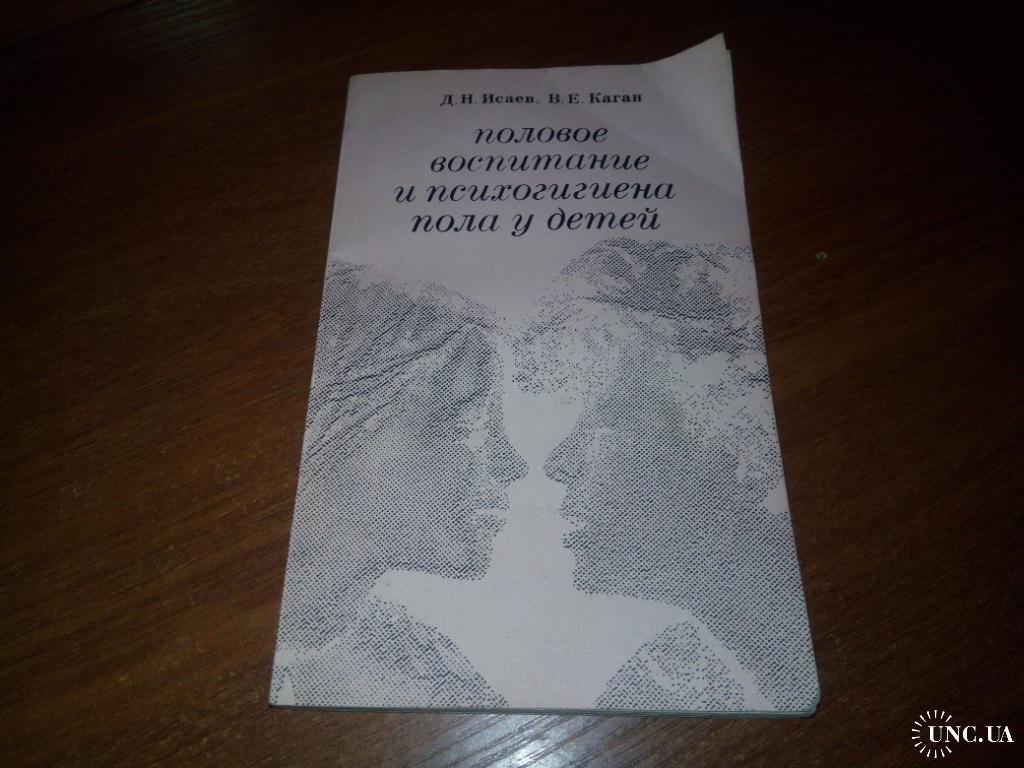 Д. Н. Исаев, В. Е. Каган
половое
воспитание
и психогигиена
пола у детей
UNC.UA